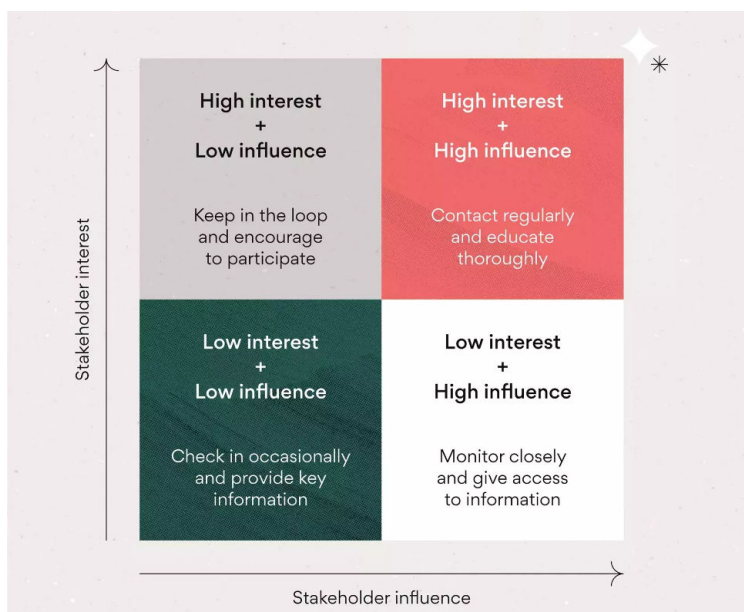 Stakeholder interest
High interest
+
Low influence
Keep in the loop
and encourage
to participate
High interest
+
High influence
Contact regularly
and educate
thoroughly
Low interest
+
Low influence
Check in occasionally
and provide key
information
Low interest
+
High influence
Monitor closely
and give access
to information
Stakeholder influence